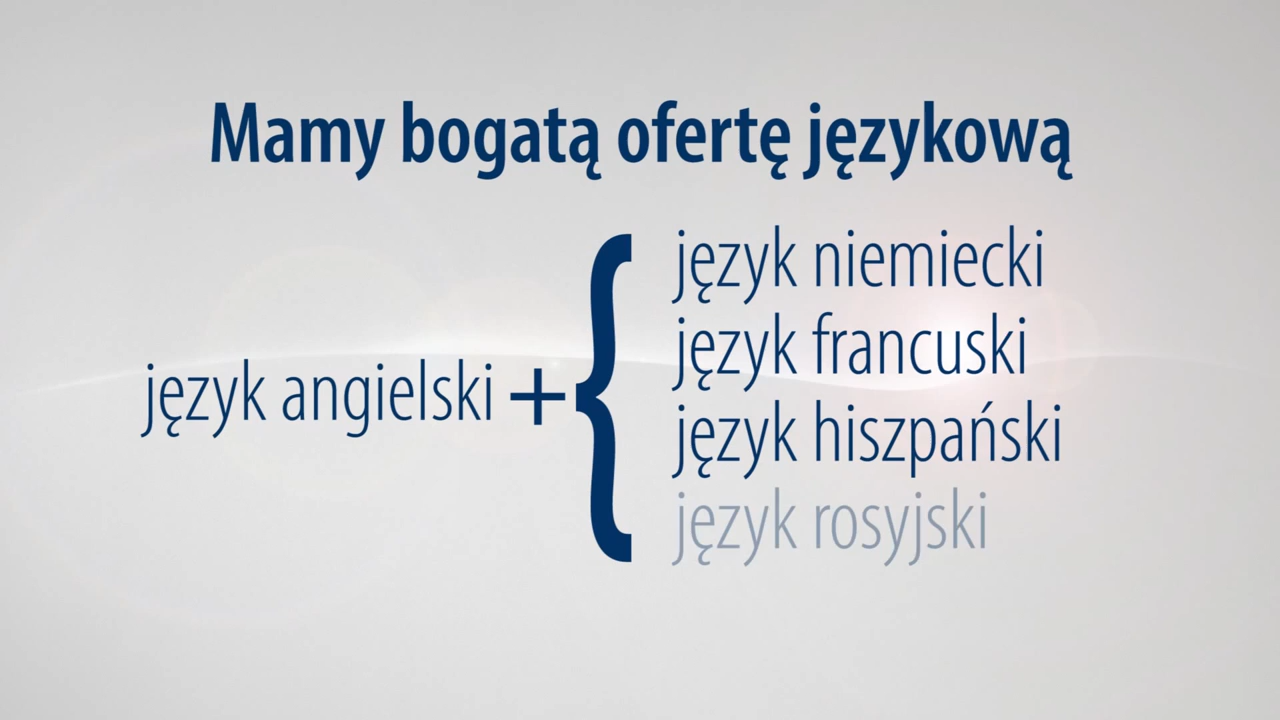 Mamy bogatą ofertę językową
język angielski + {
język niemiecki
język francuski
język hiszpański
język rosyjski